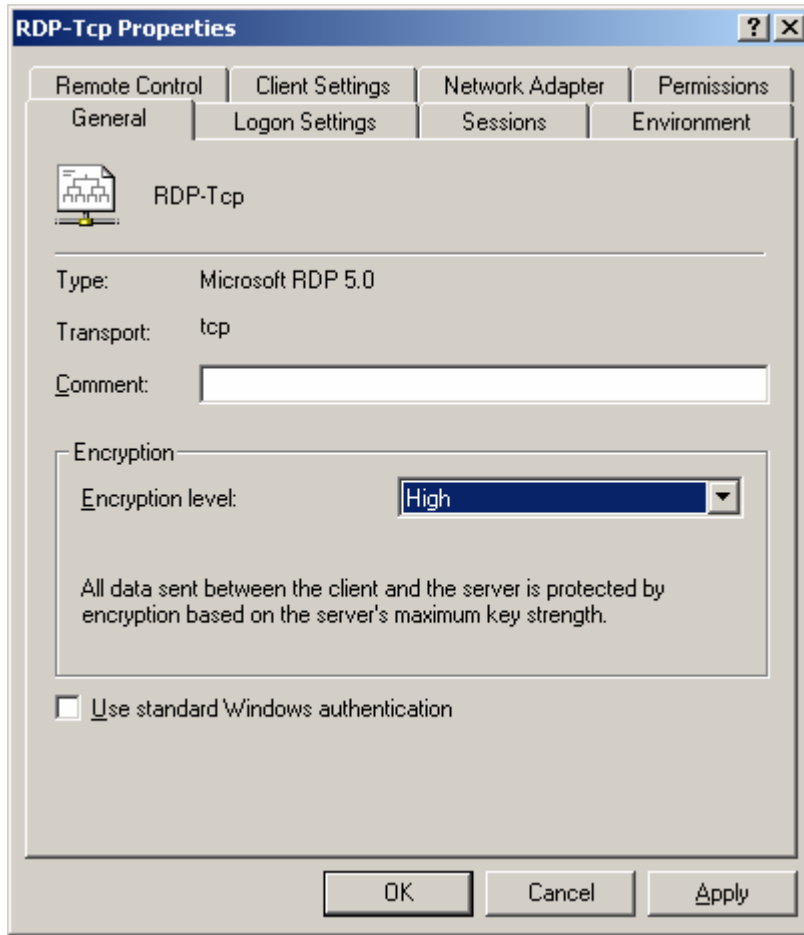 RDP-Tcp Properties
Remote Control Client Settings Network Adapter Permissions
General Logon Settings Sessions Environment
RDP-Tcp
Type: Microsoft RDP 5.0
Transport: tcp
Comment:
Encryption
Encryption level: High
All data sent between the client and the server is protected by
encryption based on the server's maximum key strength.
Use standard Windows authentication
OK Cancel Apply